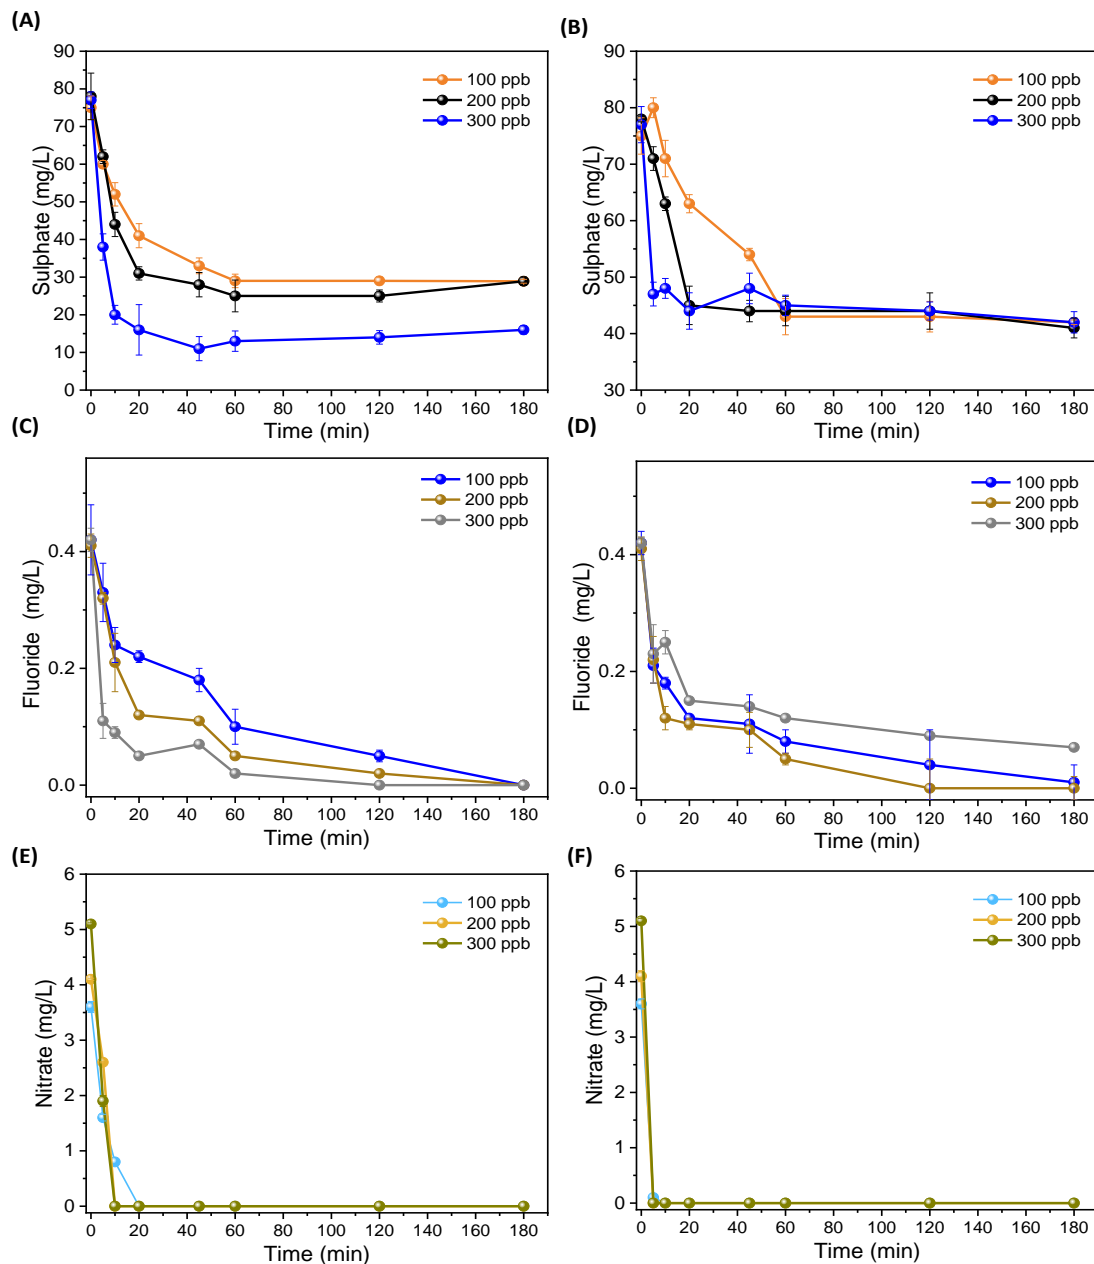 (A)
90
80
70
60
50
40
30
20
10
0
Sulphate (mg/L)
100 ppb
200 ppb
300 ppb
0 20 40 60 80 100 120 140 160 180
Time (min)
(B)
90
80
70
60
50
40
30
Sulphate (mg/L)
100 ppb
200 ppb
300 ppb
0 20 40 60 80 100 120 140 160 180
Time (min)
(C)
0.4
0.2
0.0
Fluoride (mg/L)
100 ppb
200 ppb
300 ppb
0 20 40 60 80 100 120 140 160 180
Time (min)
(D)
0.4
0.2
0.0
Fluoride (mg/L)
100 ppb
200 ppb
300 ppb
0 20 40 60 80 100 120 140 160 180
Time (min)
(E)
6
5
4
3
2
1
0
Nitrate (mg/L)
100 ppb
200 ppb
300 ppb
0 20 40 60 80 100 120 140 160 180
Time (min)
(F)
6
5
4
3
2
1
0
Nitrate (mg/L)
100 ppb
200 ppb
300 ppb
0 20 40 60 80 100 120 140 160 180
Time (min)